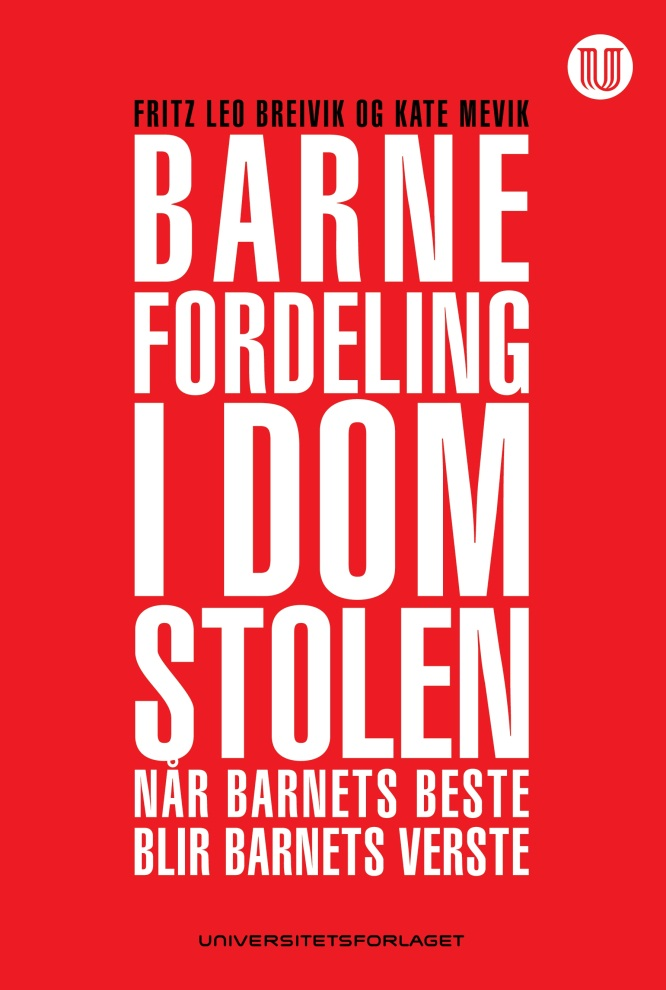 U
FRITZ LEO BREIVIK OG KATE MEVIK
BARNE
FORDELING
I DOM
STOLEN
NÅR BARNETS BESTE
BLIR BARNETS VERSTE
UNIVERSITETSFORLAGET